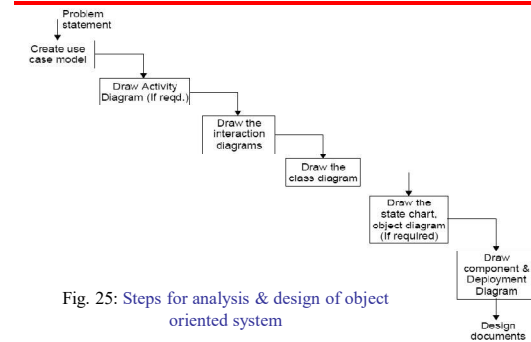 Problem
statement
Create use
case model
Draw Activity
Diagram (If reqd.)
Draw the
interaction
diagrams
Draw the
class diagram
Draw the
state chart,
object diagram
(If required)
Draw
component &
Deployment
Diagram
Design
documents
Fig. 25: Steps for analysis & design of object
oriented system